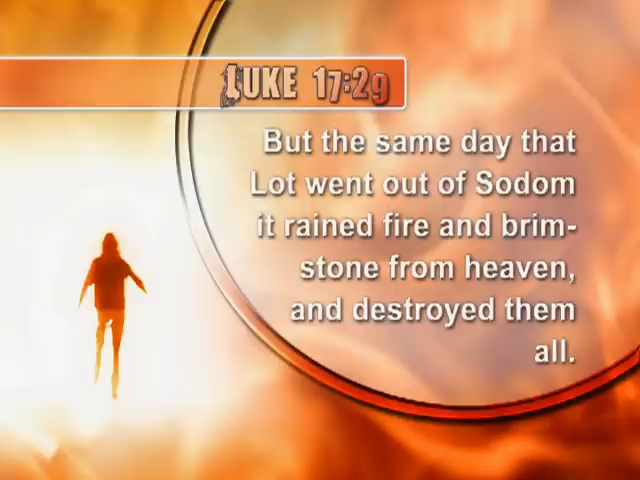 LUKE 17:29
But the same day that
Lot went out of Sodom
it rained fire and brim-
stone from heaven,
and destroyed them
all.